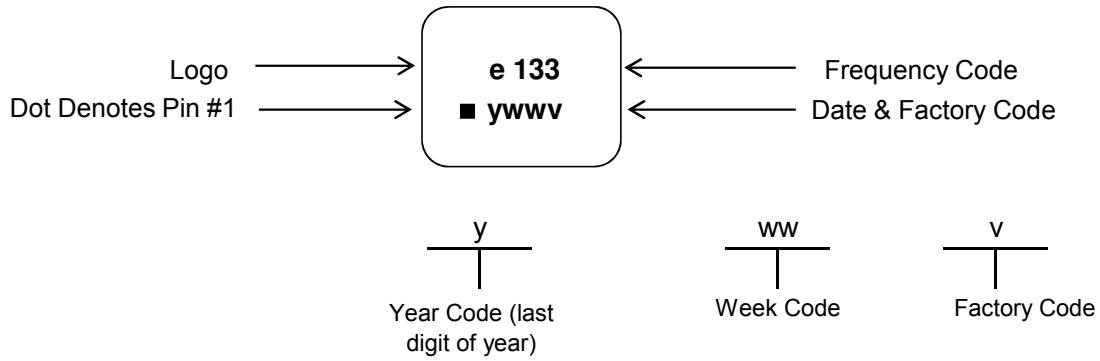 Logo
e 133
Frequency Code
Dot Denotes Pin #1
■ ywwv
Date & Factory Code
y
ww
v
Year Code (last
digit of year)
Week Code
Factory Code